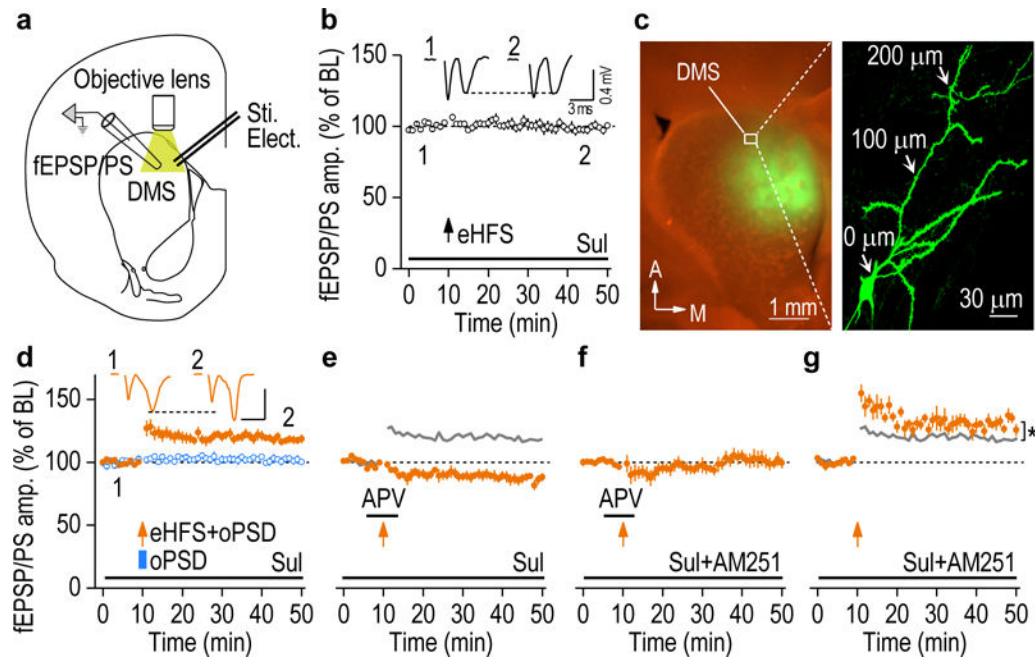 a
Objective lens
Sti.
Elect.
fEPSP/PS
DMS
b
fEPSP/PS amp. (% of BL)
150
100
50
0
1
2
3 ms
0.4 mV
1
2
eHFS
Sul
0 10 20 30 40 50
Time (min)
c
DMS
A
M
1 mm
200 µm
100 µm
0 µm
30 µm
d
fEPSP/PS amp. (% of BL)
150
100
50
0
1
2
2
1
eHFS+oPSD
oPSD
Sul
0 10 20 30 40 50
Time (min)
e
APV
Sul
0 10 20 30 40 50
Time (min)
f
APV
Sul+AM251
0 10 20 30 40 50
Time (min)
g
*
Sul+AM251
0 10 20 30 40 50
Time (min)